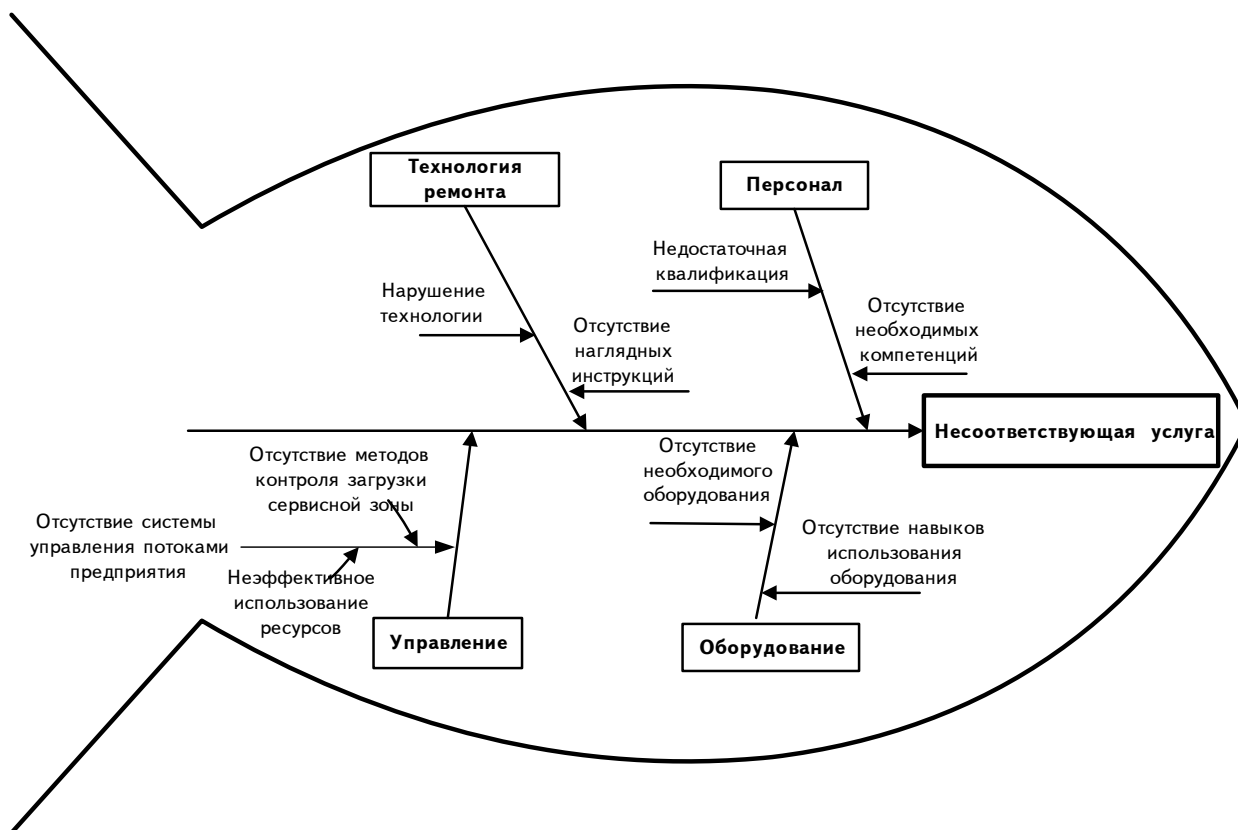 Технология
ремонта
Персонал
Недостаточная
квалификация
Нарушение
технологии
Отсутствие
необходимых
компетенций
Отсутствие
наглядных
инструкций
Несоответствующая услуга
Отсутствие методов
контроля загрузки
сервисной зоны
Отсутствие
необходимого
оборудования
Отсутствие системы
управления потоками
предприятия
Отсутствие навыков
использования
оборудования
Неэффективное
использование
ресурсов
Управление
Оборудование